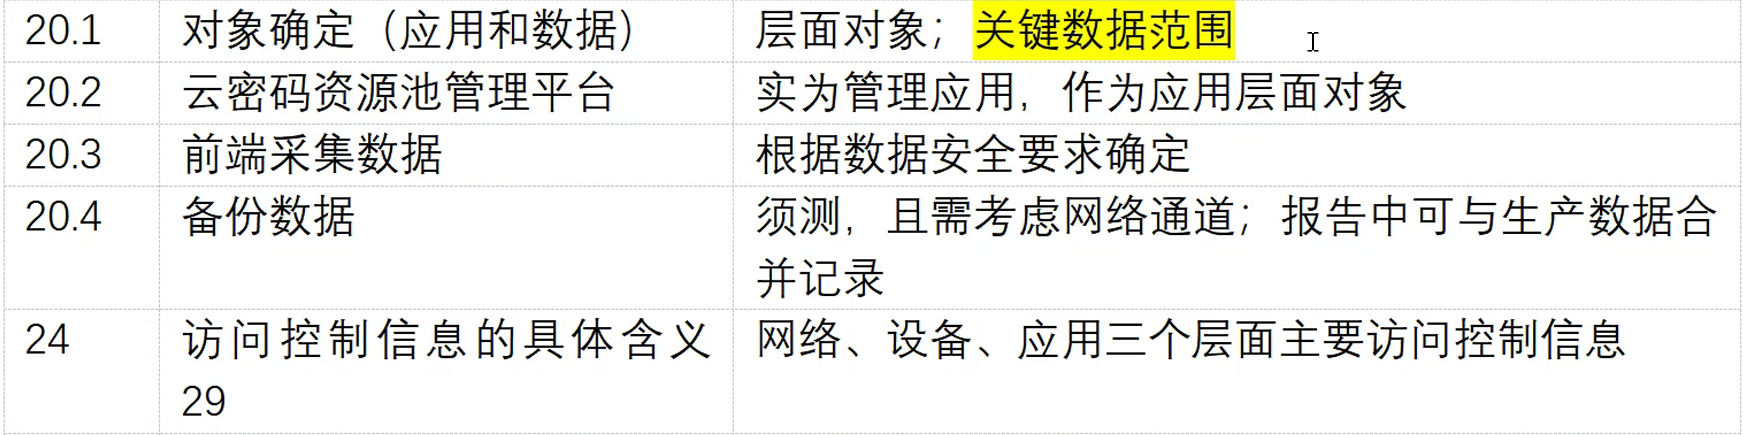 20.1 对象确定（应用和数据） 层面对象；关键数据范围
20.2 云密码资源池管理平台 实为管理应用，作为应用层面对象
20.3 前端采集数据 根据数据安全要求确定
20.4 备份数据 须测，且需考虑网络通道；报告中可与生产数据合
并记录
24 访问控制信息的具体含义 网络、设备、应用三个层面主要访问控制信息
29